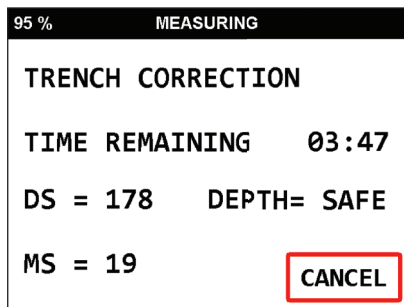 95 % MEASURING
TRENCH CORRECTION
TIME REMAINING 03:47
DS = 178 DEPTH= SAFE
MS = 19 CANCEL